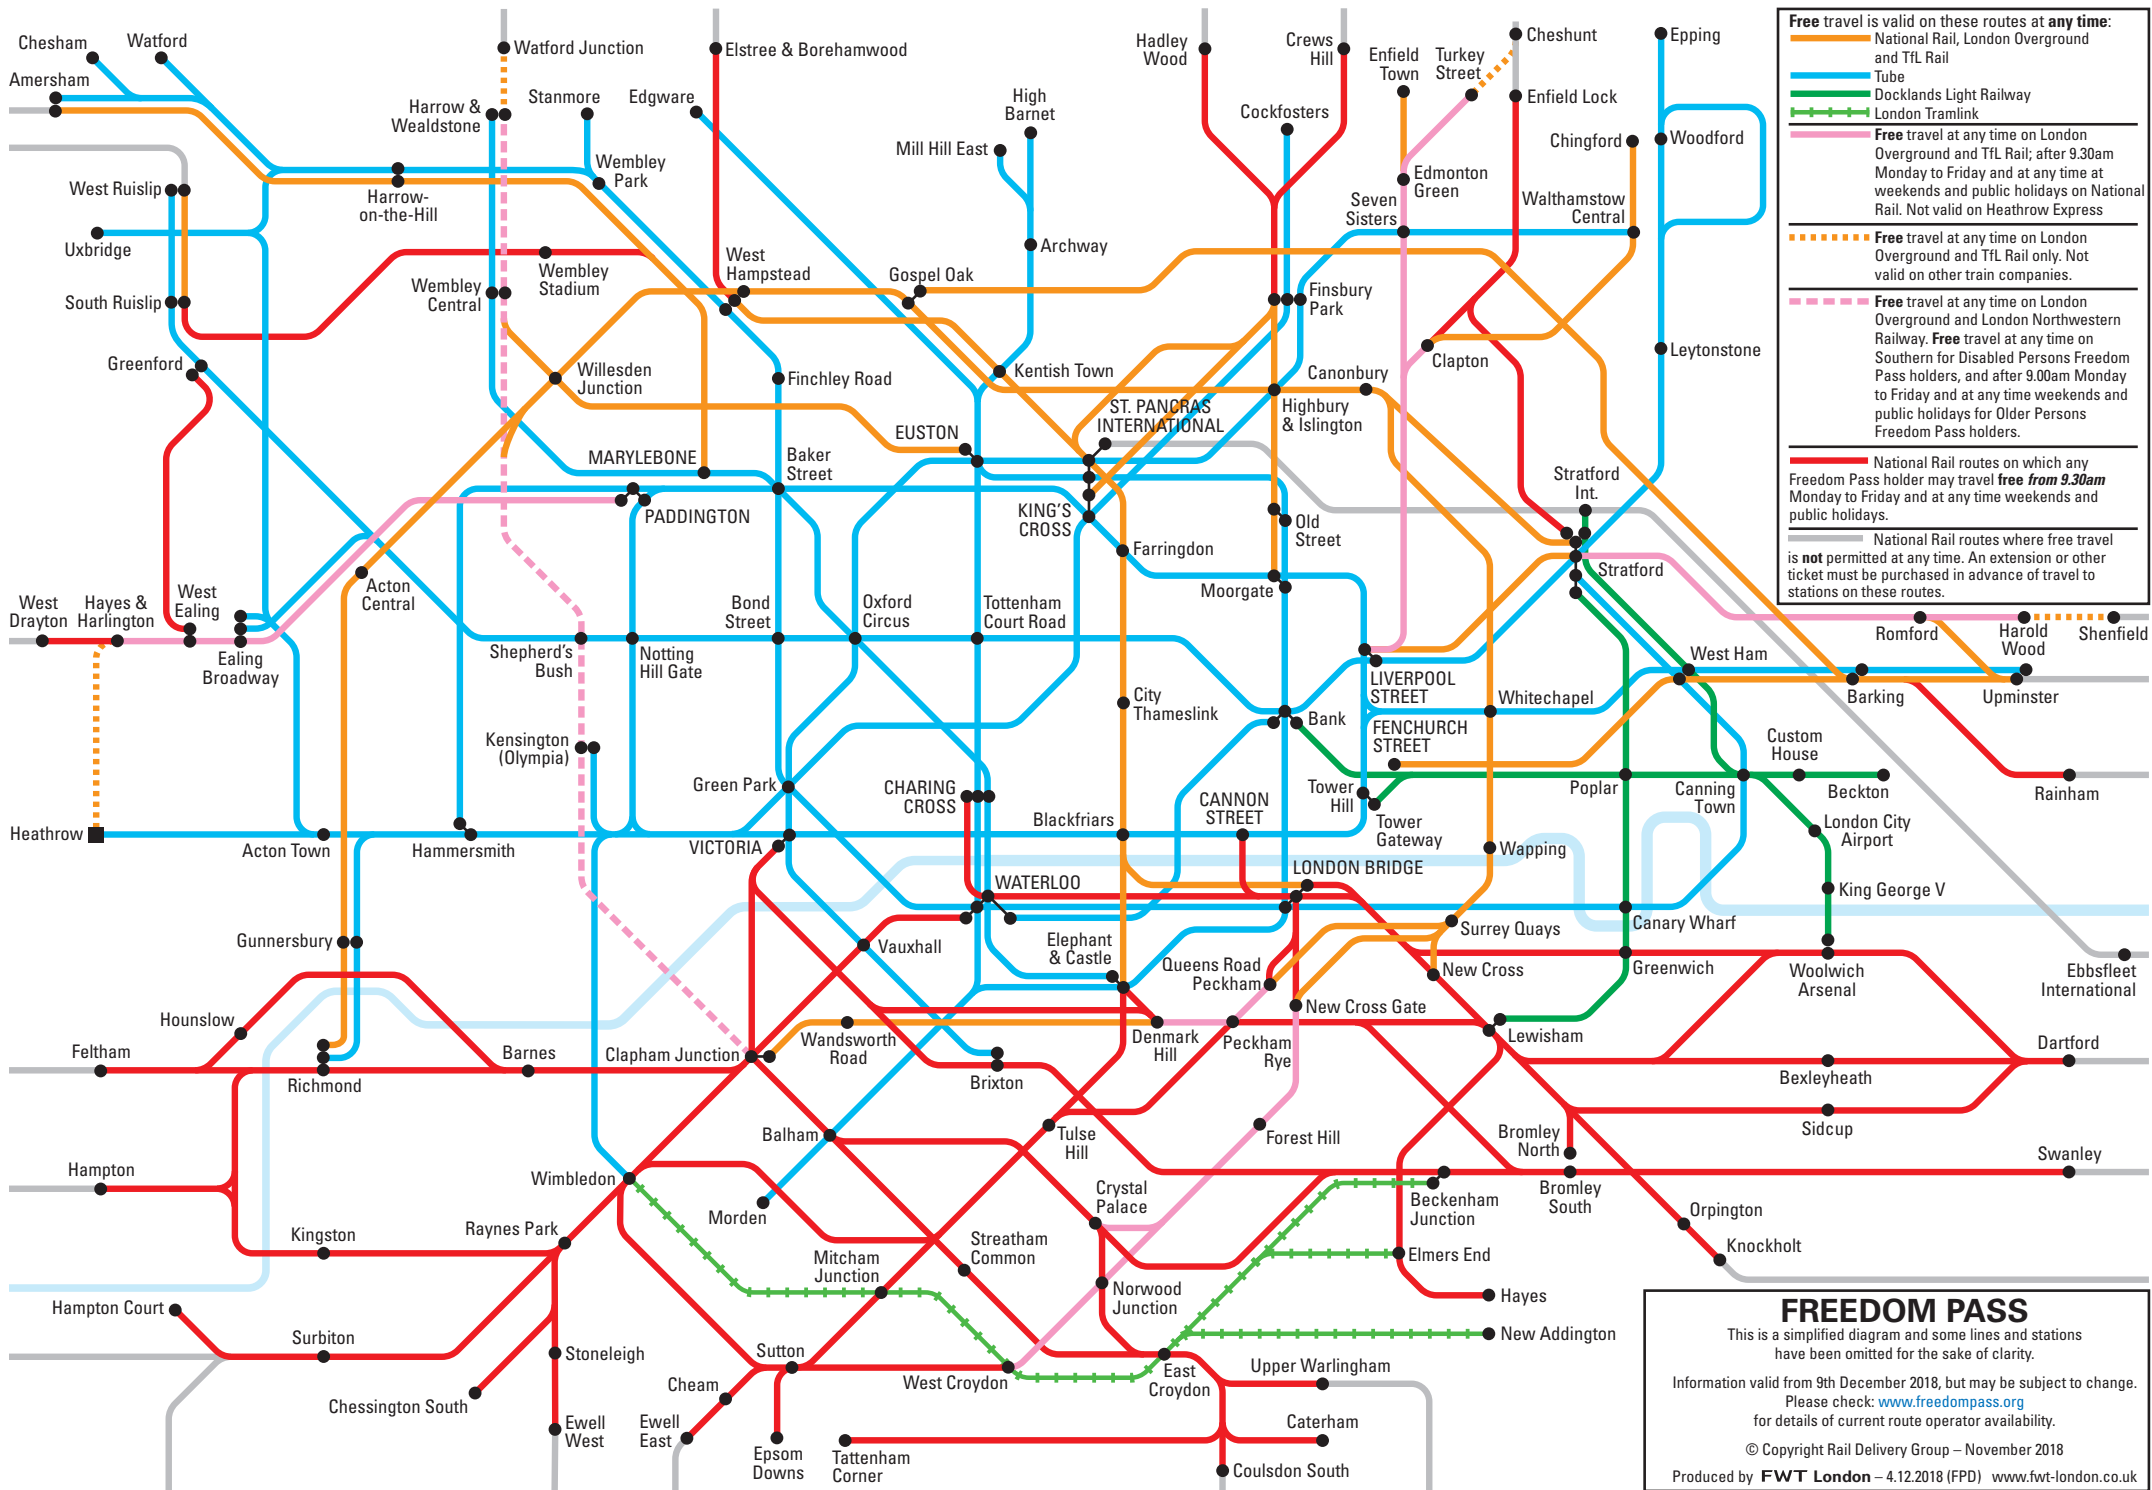 Chesham
Watford
Amersham
Watford Junction
Elstree & Borehamwood
Harrow &
Wealdstone
Stanmore
Edgware
High
Barnet
Mill Hill East
Hadley
Wood
Crews
Hill
Cockfosters
Enfield
Town
Turkey
Street
Cheshunt
Enfield Lock
Epping
Chingford
Woodford
West Ruislip
Harrow-
on-the-Hill
Wembley
Park
Edmonton
Green
Seven
Sisters
Walthamstow
Central
Uxbridge
Archway
South Ruislip
Wembley
Central
Wembley
Stadium
West
Hampstead
Gospel Oak
Finsbury
Park
Greenford
Willesden
Junction
Finchley Road
Kentish Town
Canonbury
Clapton
Leytonstone
ST. PANCRAS
INTERNATIONAL
Highbury
& Islington
EUSTON
MARYLEBONE
Baker
Street
Stratford
Int.
PADDINGTON
KING'S
CROSS
Old
Street
Farringdon
Stratford
Moorgate
Acton
Central
West
Drayton
Hayes &
Harlington
West
Ealing
Ealing
Broadway
Shepherd's
Bush
Notting
Hill Gate
Bond
Street
Oxford
Circus
Tottenham
Court Road
Romford
Harold
Wood
Shenfield
LIVERPOOL
STREET
West Ham
Barking
Upminster
City
Thameslink
Bank
Whitechapel
FENCHURCH
STREET
Kensington
(Olympia)
Green Park
CHARING
CROSS
CANNON
STREET
Tower
Hill
Tower
Gateway
Poplar
Canning
Town
Custom
House
Beckton
Rainham
Heathrow
Acton Town
Hammersmith
VICTORIA
Blackfriars
London City
Airport
Wapping
WATERLOO
LONDON BRIDGE
King George V
Gunnersbury
Vauxhall
Elephant
& Castle
Queens Road
Peckham
Surrey Quays
Canary Wharf
New Cross
Greenwich
Woolwich
Arsenal
Ebbsfleet
International
New Cross Gate
Hounslow
Feltham
Richmond
Barnes
Clapham Junction
Wandsworth
Road
Brixton
Denmark
Hill
Peckham
Rye
Lewisham
Bexleyheath
Dartford
Balham
Tulse
Hill
Forest Hill
Bromley
North
Sidcup
Hampton
Wimbledon
Morden
Crystal
Palace
Beckenham
Junction
Bromley
South
Swanley
Kingston
Raynes Park
Mitcham
Junction
Streatham
Common
Norwood
Junction
Elmers End
Orpington
Knockholt
Hayes
Hampton Court
Surbiton
Stoneleigh
Chessington South
Sutton
Cheam
West Croydon
East
Croydon
New Addington
Upper Warlingham
Ewell
West
Ewell
East
Epsom
Downs
Tattenham
Corner
Caterham
Coulsdon South
Free travel is valid on these routes at any time:
National Rail, London Overground
and TfL Rail
Tube
Docklands Light Railway
London Tramlink
Free travel at any time on London
Overground and TfL Rail; after 9.30am
Monday to Friday and at any time at
weekends and public holidays on National
Rail. Not valid on Heathrow Express
Free travel at any time on London
Overground and TfL Rail only. Not
valid on other train companies.
Free travel at any time on London
Overground and London Northwestern
Railway. Free travel at any time on
Southern for Disabled Persons Freedom
Pass holders, and after 9.00am Monday
to Friday and at any time weekends and
public holidays for Older Persons
Freedom Pass holders.
National Rail routes on which any
Freedom Pass holder may travel free from 9.30am
Monday to Friday and at any time weekends and
public holidays.
National Rail routes where free travel
is not permitted at any time. An extension or other
ticket must be purchased in advance of travel to
stations on these routes.
FREEDOM PASS
This is a simplified diagram and some lines and stations
have been omitted for the sake of clarity.
Information valid from 9th December 2018, but may be subject to change.
Please check: www.freedompass.org
for details of current route operator availability.
© Copyright Rail Delivery Group – November 2018
Produced by FWT London – 4.12.2018 (FPD) www.fwt-london.co.uk